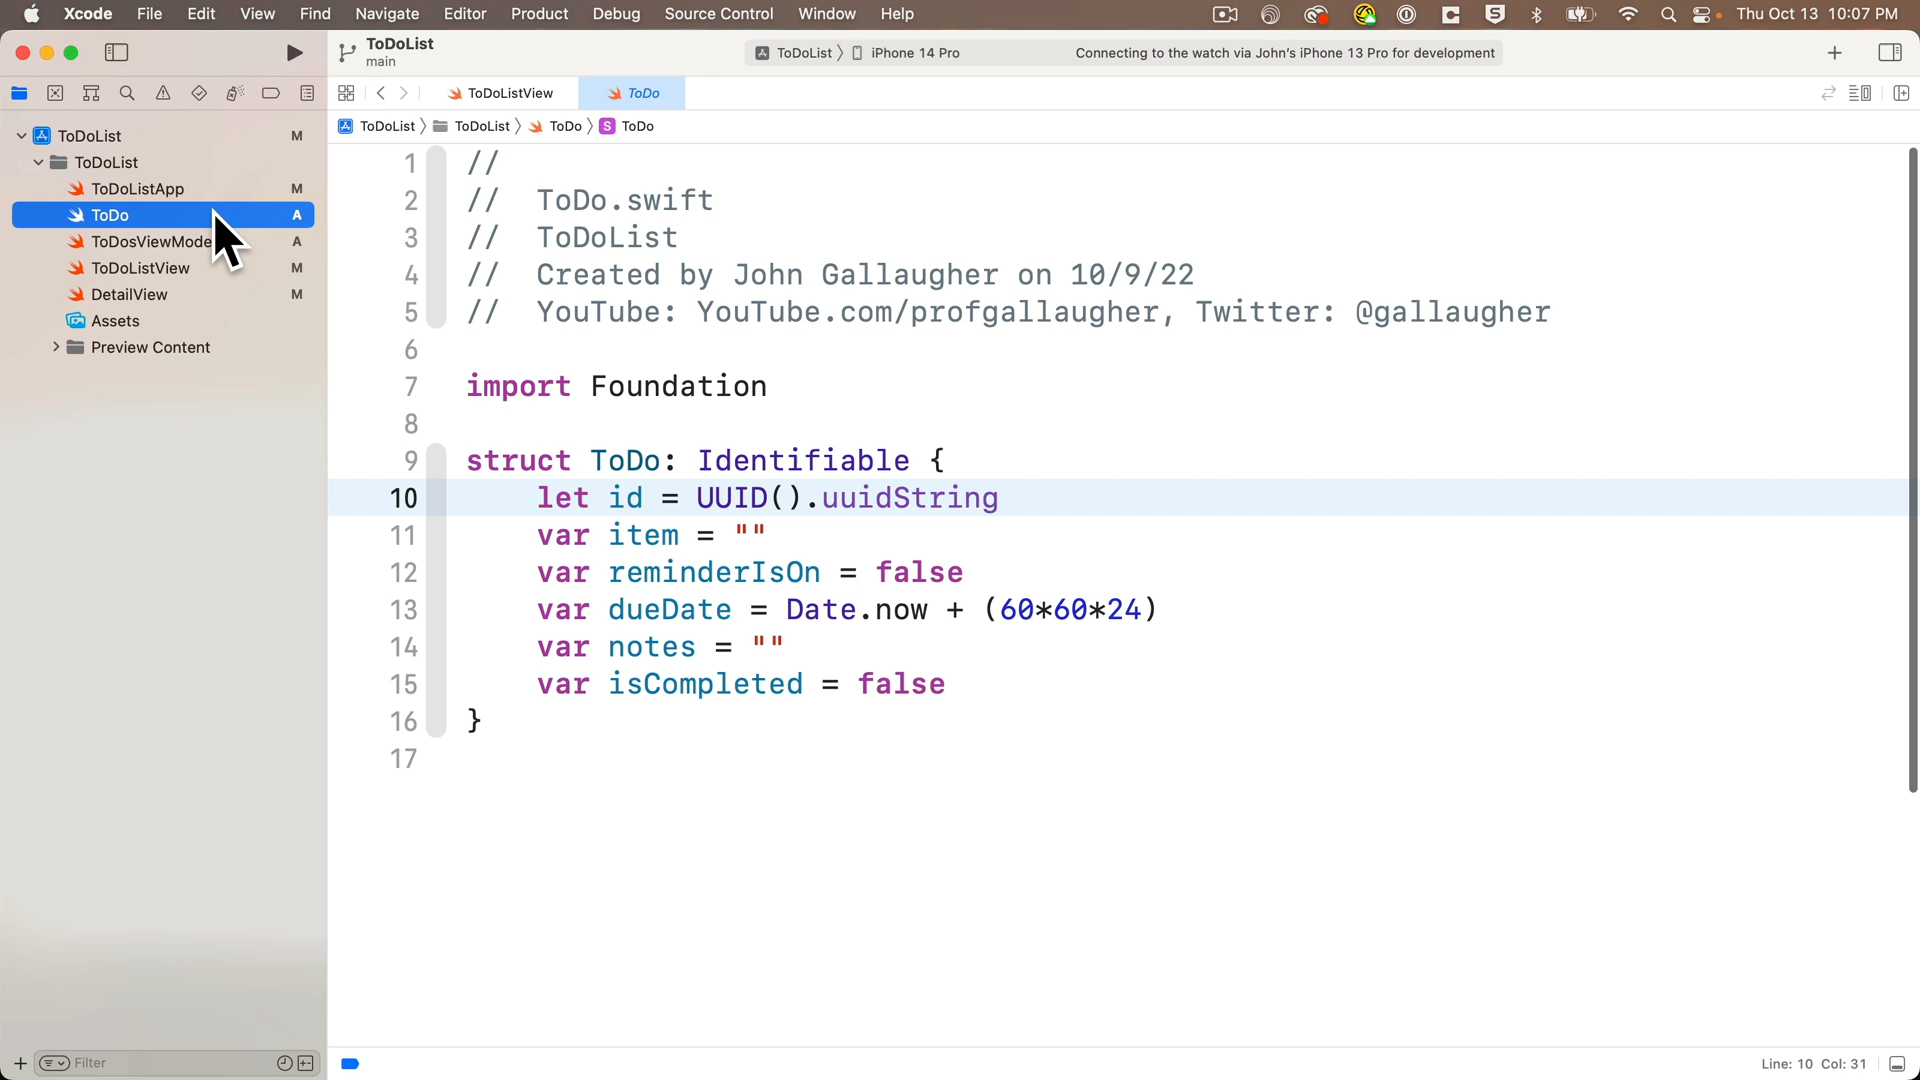 Xcode File Edit View Find Navigate Editor Product Debug Source Control Window Help Thu Oct 13 10:07 PM
ToDoList
main
ToDoList iPhone 14 Pro Connecting to the watch via John's iPhone 13 Pro for development
ToDoListView ToDo
ToDoList ToDoList ToDo S ToDo
ToDoList M
ToDoList
ToDoListApp M
ToDo A
ToDosViewMode A
ToDoListView M
DetailView M
Assets
Preview Content
1 //
2 // ToDo.swift
3 // ToDoList
4 // Created by John Gallaugher on 10/9/22
5 // YouTube: YouTube.com/profgallaugher, Twitter: @gallaugher
6
7 import Foundation
8
9 struct ToDo: Identifiable {
10 let id = UUID().uuidString
11 var item = ""
12 var reminderIsOn = false
13 var dueDate = Date.now + (60*60*24)
14 var notes = ""
15 var isCompleted = false
16 }
17
Filter
Line: 10 Col: 31